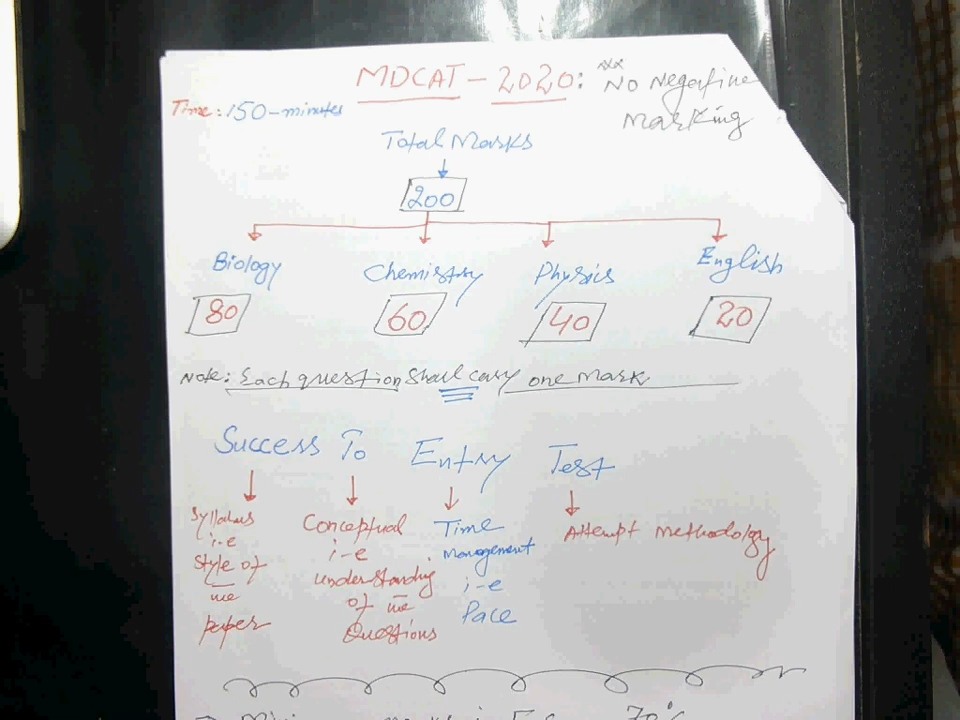 MDCAT - 2020: No Negative
Marking
Time: 150-minutes
Total Marks
200
Biology Chemistry Physics English
80 60 40 20
Note: Each question Shall cary one mark
Success To Entry Test
Syllabus
i.e
Style of
the
paper
Conceptual
i-e
understanding
of the
Questions
Time
Management
i-e
Pace
Attempt methodology